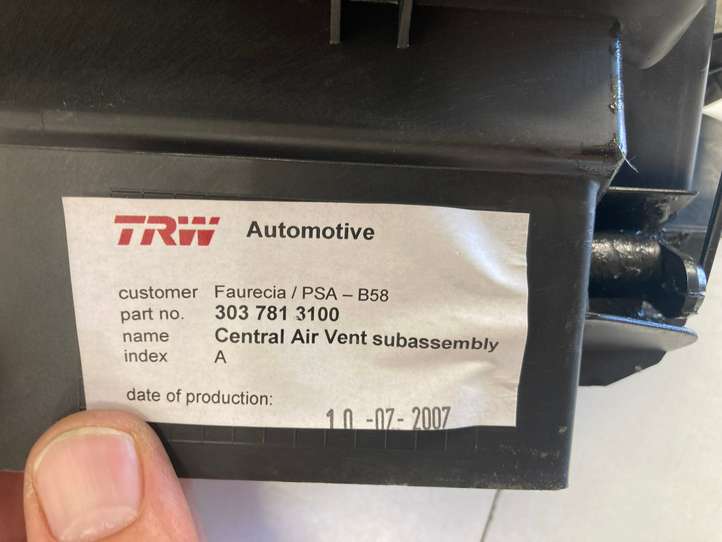 TRW Automotive
customer Faurecia / PSA – B58
part no. 303 781 3100
name Central Air Vent subassembly
index A
date of production: 10-07-2007